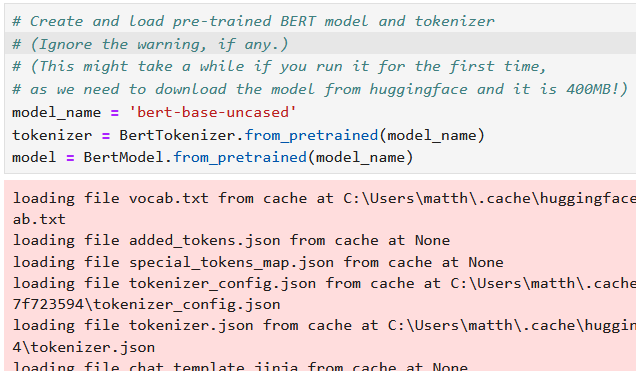 # Create and load pre-trained BERT model and tokenizer
# (Ignore the warning, if any.)
# (This might take a while if you run it for the first time,
# as we need to download the model from huggingface and it is 400MB!)
model_name = 'bert-base-uncased'
tokenizer = BertTokenizer.from_pretrained(model_name)
model = BertModel.from_pretrained(model_name)
loading file vocab.txt from cache at C:\Users\matth\.cache\huggingface
ab.txt
loading file added_tokens.json from cache at None
loading file special_tokens_map.json from cache at None
loading file tokenizer_config.json from cache at C:\Users\matth\.cache
7f723594\tokenizer_config.json
loading file tokenizer.json from cache at C:\Users\matth\.cache\huggin
4\tokenizer.json
loading file chat_template.jinja from cache at None